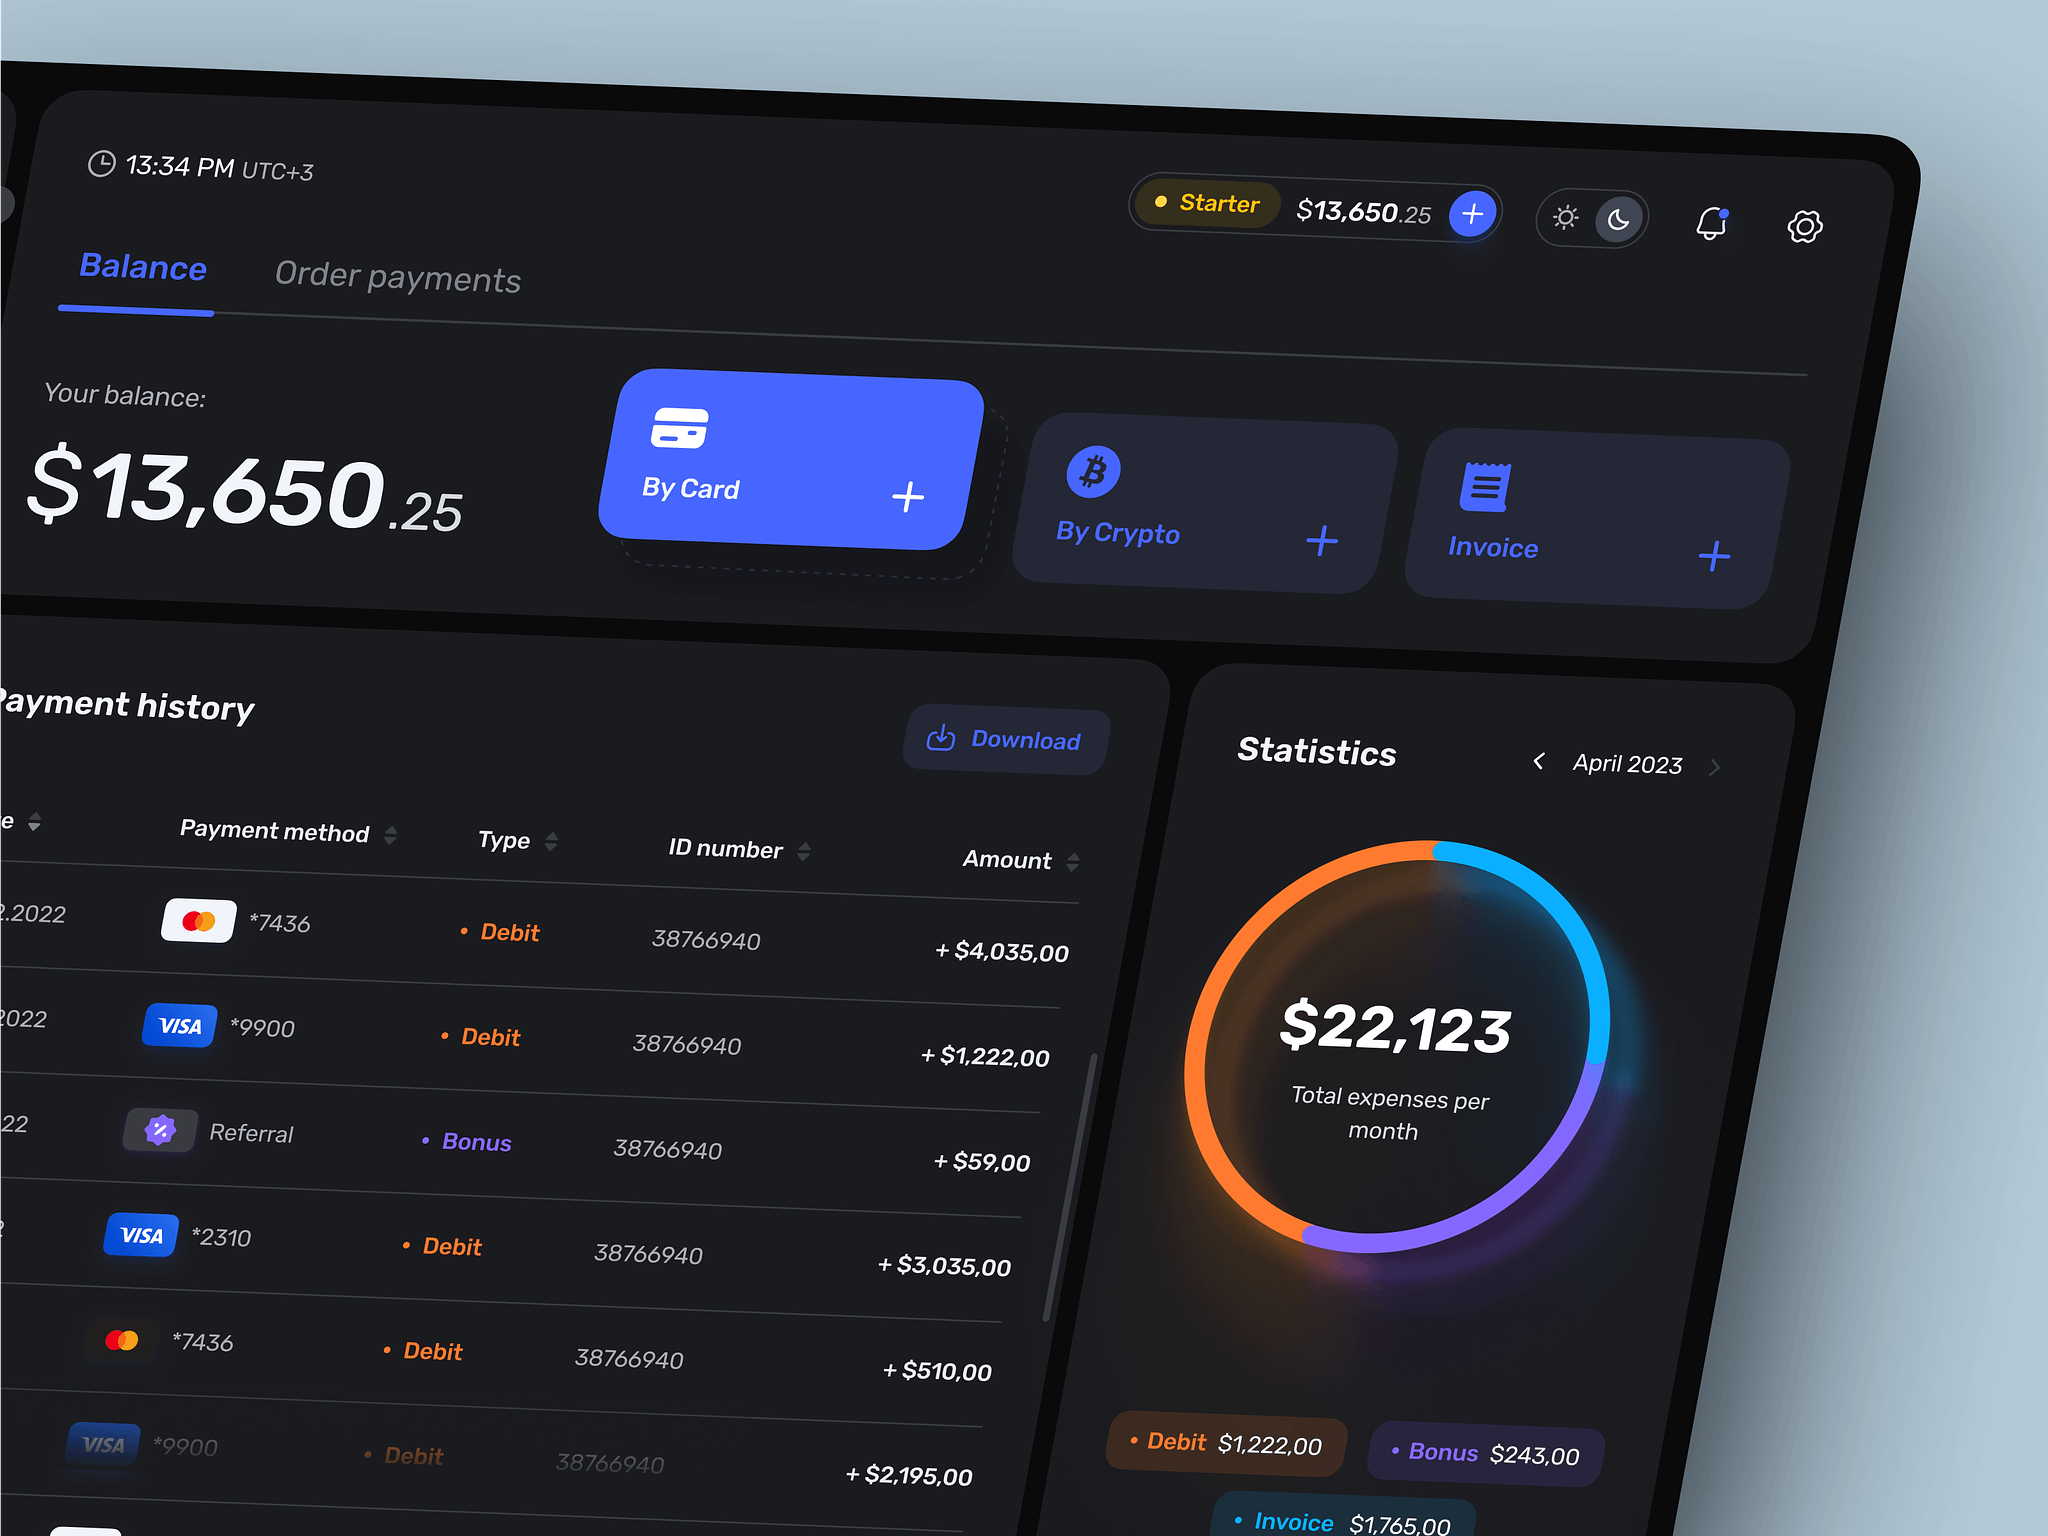 13:34 PM UTC+3
Starter $13,650.25
Balance Order payments
Your balance:
$13,650.25
By Card
By Crypto
Invoice
Payment history
Download
Payment method Type ID number Amount
.2022 *7436 Debit 38766940 + $4,035,00
2022 VISA *9900 Debit 38766940 + $1,222,00
22 Referral Bonus 38766940 + $59,00
VISA *2310 Debit 38766940 + $3,035,00
*7436 Debit 38766940 + $510,00
VISA *9900 Debit 38766940 + $2,195,00
Statistics
April 2023
$22,123
Total expenses per
month
Debit $1,222,00
Bonus $243,00
Invoice $1,765,00